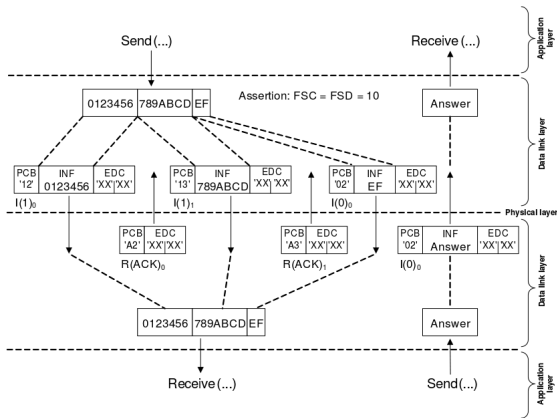 Send(...)
Receive (...)
Application layer
0123456 789ABCD EF
Assertion: FSC = FSD = 10
Answer
Data link layer
PCB '12' INF 0123456 EDC 'XX' 'XX'
I(1)0
PCB '13' INF 789ABCD EDC 'XX' 'XX'
I(1)1
PCB '02' INF EF EDC 'XX' 'XX'
I(0)0
Physical layer
PCB 'A2' EDC 'XX' 'XX'
R(ACK)0
PCB 'A3' EDC 'XX' 'XX'
R(ACK)1
PCB '02' INF Answer EDC 'XX' 'XX'
I(0)0
Data link layer
0123456 789ABCD EF
Answer
Receive (...)
Send (...)
Application layer